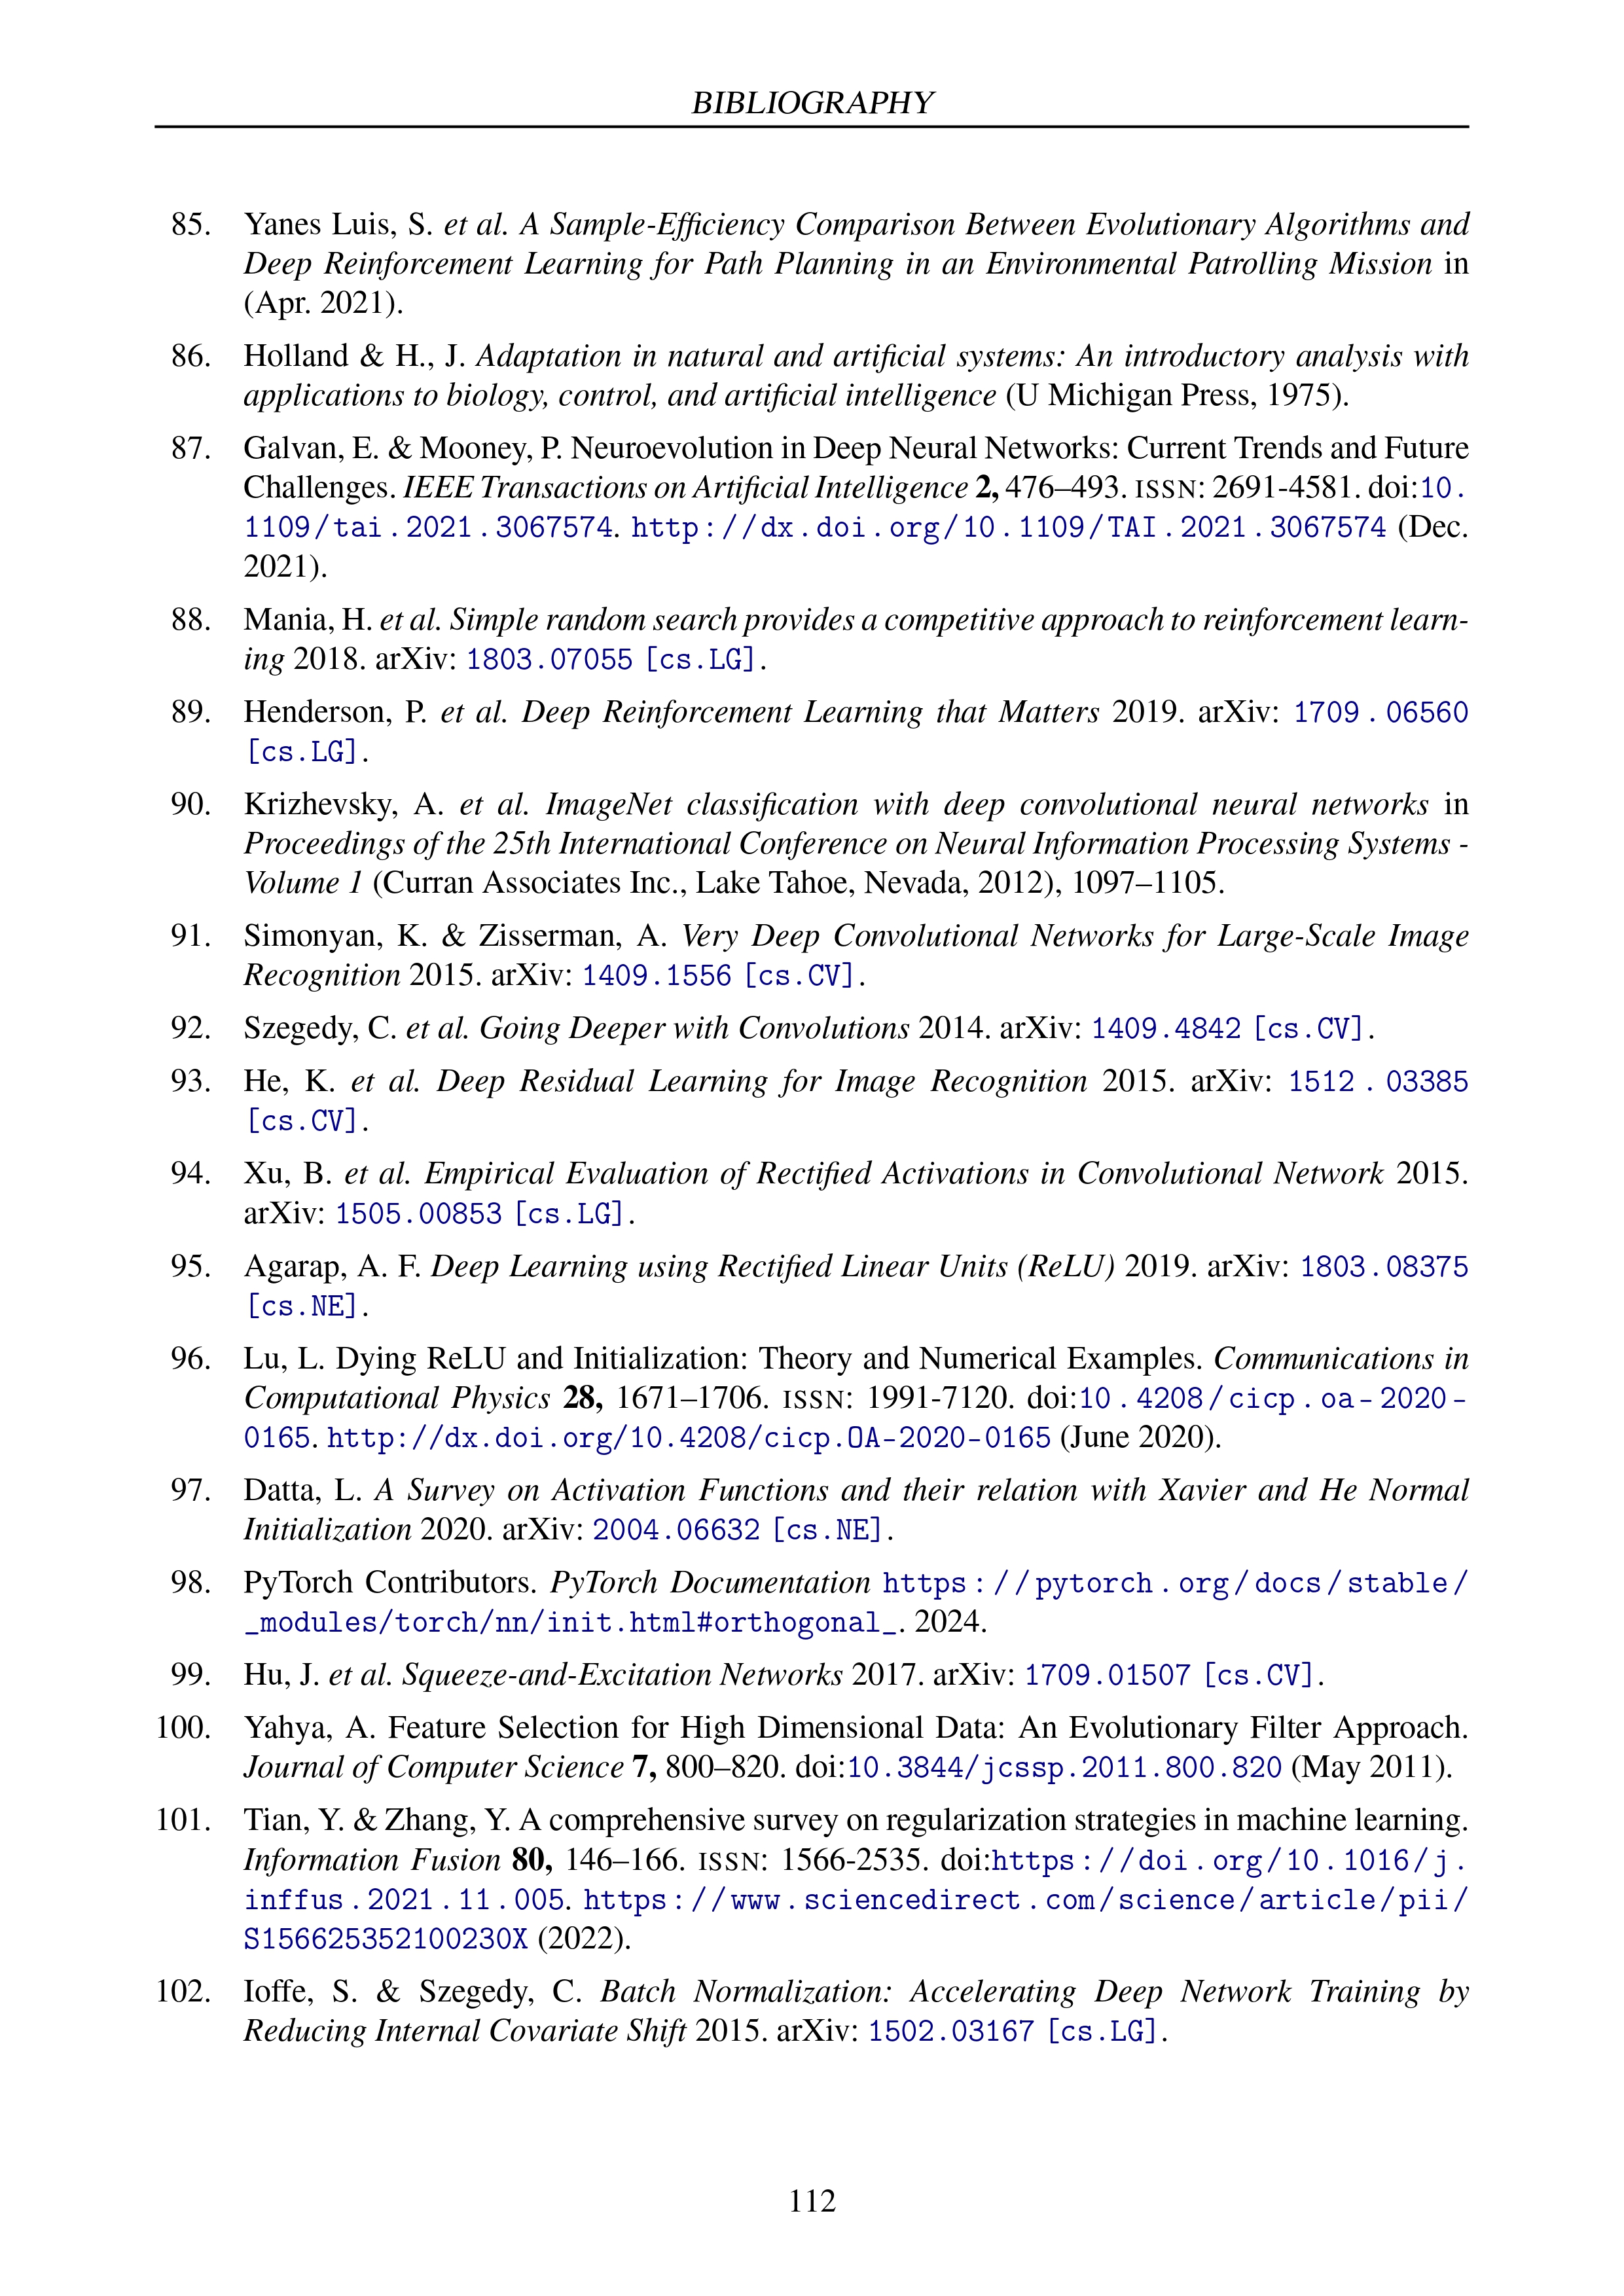 BIBLIOGRAPHY
85. Yanes Luis, S. et al. A Sample-Efficiency Comparison Between Evolutionary Algorithms and
Deep Reinforcement Learning for Path Planning in an Environmental Patrolling Mission in
(Apr. 2021).
86. Holland & H., J. Adaptation in natural and artificial systems: An introductory analysis with
applications to biology, control, and artificial intelligence (U Michigan Press, 1975).
87. Galvan, E. & Mooney, P. Neuroevolution in Deep Neural Networks: Current Trends and Future
Challenges. IEEE Transactions on Artificial Intelligence 2, 476–493. ISSN: 2691-4581. doi:10.
1109/tai.2021.3067574. http://dx.doi.org/10.1109/TAI.2021.3067574 (Dec.
2021).
88. Mania, H. et al. Simple random search provides a competitive approach to reinforcement learn-
ing 2018. arXiv: 1803.07055 [cs.LG].
89. Henderson, P. et al. Deep Reinforcement Learning that Matters 2019. arXiv: 1709.06560
[cs.LG].
90. Krizhevsky, A. et al. ImageNet classification with deep convolutional neural networks in
Proceedings of the 25th International Conference on Neural Information Processing Systems -
Volume 1 (Curran Associates Inc., Lake Tahoe, Nevada, 2012), 1097–1105.
91. Simonyan, K. & Zisserman, A. Very Deep Convolutional Networks for Large-Scale Image
Recognition 2015. arXiv: 1409.1556 [cs.CV].
92. Szegedy, C. et al. Going Deeper with Convolutions 2014. arXiv: 1409.4842 [cs.CV].
93. He, K. et al. Deep Residual Learning for Image Recognition 2015. arXiv: 1512.03385
[cs.CV].
94. Xu, B. et al. Empirical Evaluation of Rectified Activations in Convolutional Network 2015.
arXiv: 1505.00853 [cs.LG].
95. Agarap, A. F. Deep Learning using Rectified Linear Units (ReLU) 2019. arXiv: 1803.08375
[cs.NE].
96. Lu, L. Dying ReLU and Initialization: Theory and Numerical Examples. Communications in
Computational Physics 28, 1671–1706. ISSN: 1991-7120. doi:10.4208/cicp.oa-2020-
0165. http://dx.doi.org/10.4208/cicp.OA-2020-0165 (June 2020).
97. Datta, L. A Survey on Activation Functions and their relation with Xavier and He Normal
Initialization 2020. arXiv: 2004.06632 [cs.NE].
98. PyTorch Contributors. PyTorch Documentation https://pytorch.org/docs/stable/
_modules/torch/nn/init.html#orthogonal_. 2024.
99. Hu, J. et al. Squeeze-and-Excitation Networks 2017. arXiv: 1709.01507 [cs.CV].
100. Yahya, A. Feature Selection for High Dimensional Data: An Evolutionary Filter Approach.
Journal of Computer Science 7, 800–820. doi:10.3844/jcssp.2011.800.820 (May 2011).
101. Tian, Y. & Zhang, Y. A comprehensive survey on regularization strategies in machine learning.
Information Fusion 80, 146–166. ISSN: 1566-2535. doi:https://doi.org/10.1016/j.
inffus.2021.11.005. https://www.sciencedirect.com/science/article/pii/
S156625352100230X (2022).
102. Ioffe, S. & Szegedy, C. Batch Normalization: Accelerating Deep Network Training by
Reducing Internal Covariate Shift 2015. arXiv: 1502.03167 [cs.LG].
112